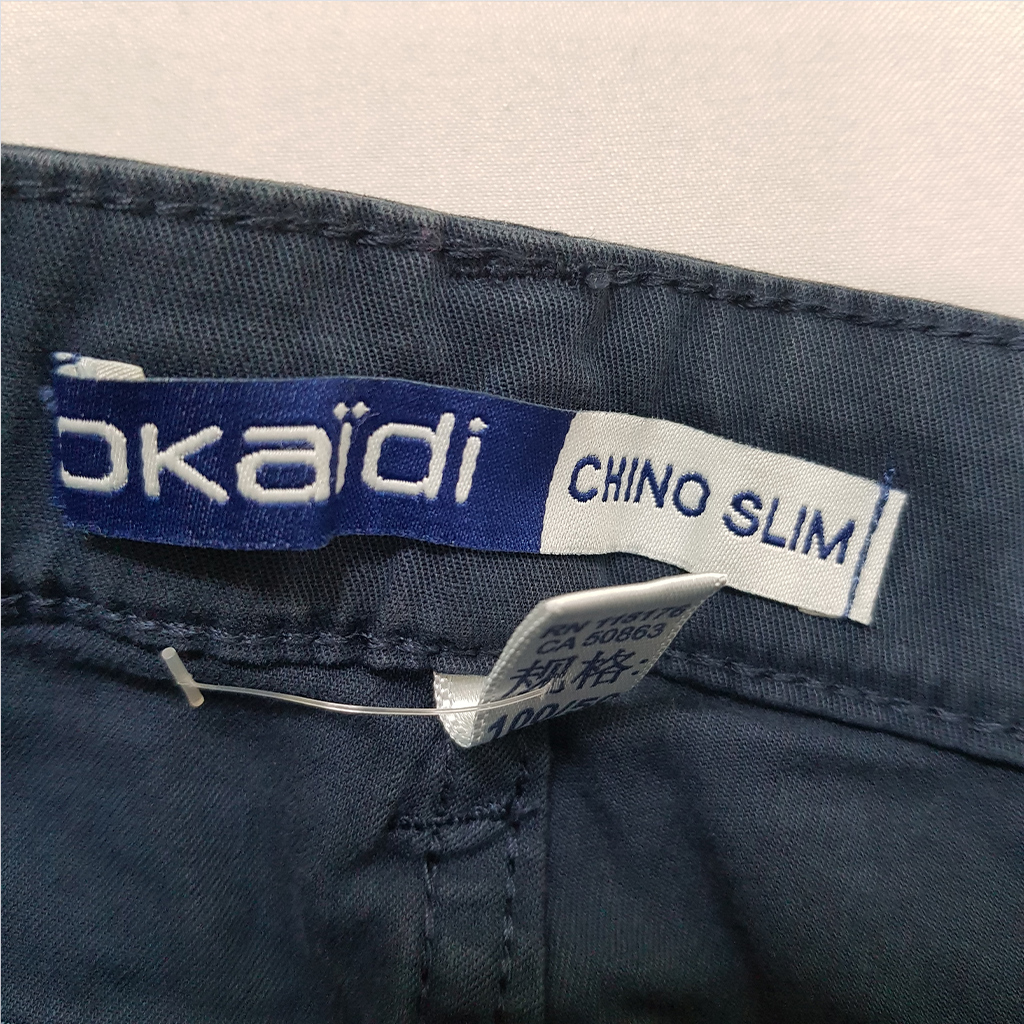 okaïdi
CHINO SLIM
CA 50863
规格: